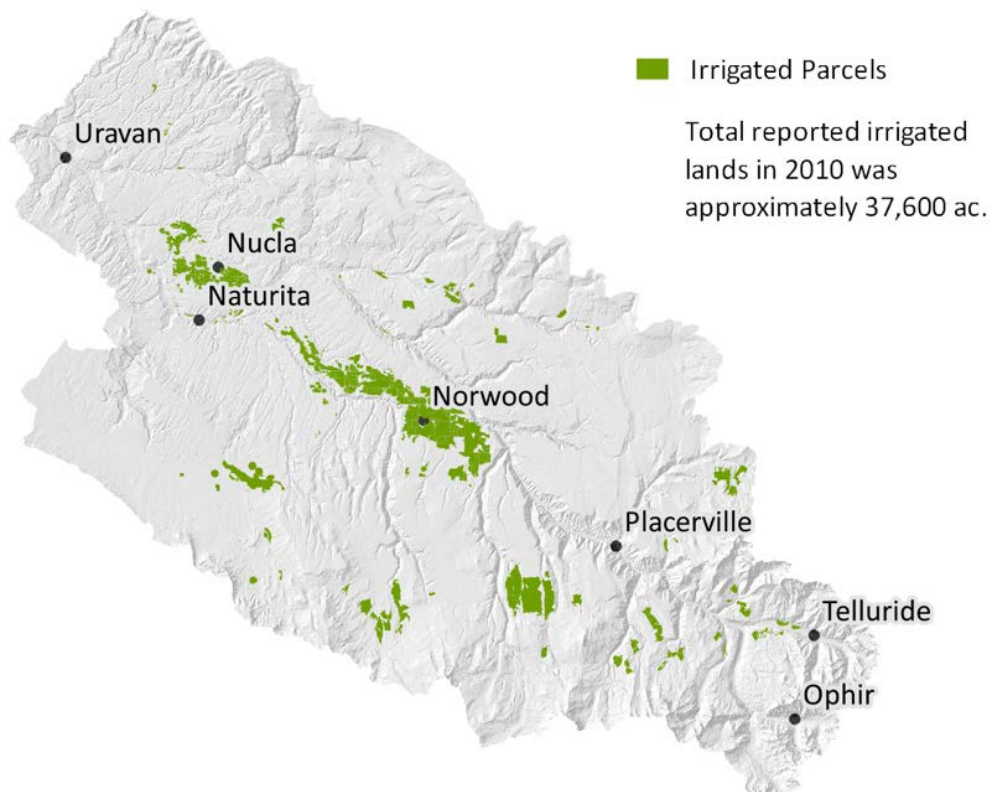 Irrigated Parcels
Total reported irrigated
lands in 2010 was
approximately 37,600 ac.
Uravan
Nucla
Naturita
Norwood
Placerville
Telluride
Ophir